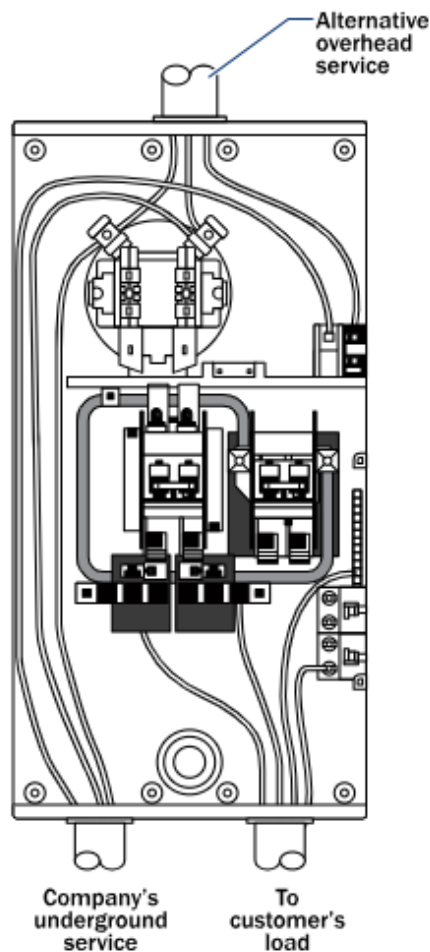 Alternative
overhead
service
Company's
underground
service
To
customer's
load